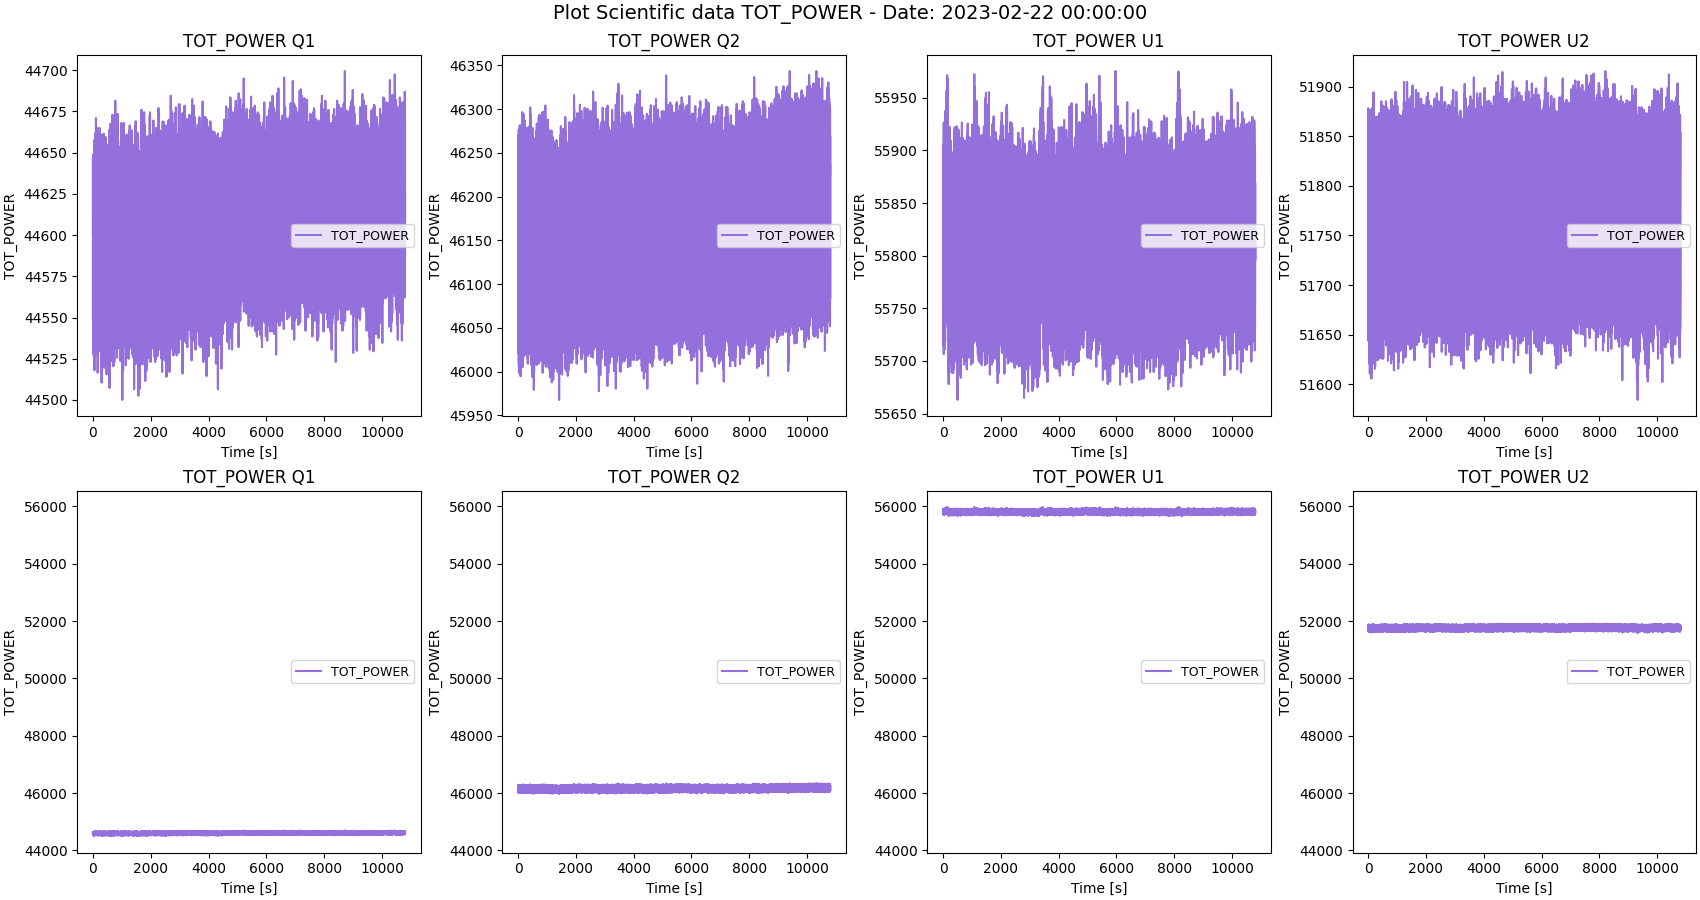 Plot Scientific data TOT_POWER - Date: 2023-02-22 00:00:00
TOT_POWER Q1
TOT_POWER Q2
TOT_POWER U1
TOT_POWER U2
44700
44675
44650
44625
44600
44575
44550
44525
44500
TOT_POWER
TOT_POWER
0 2000 4000 6000 8000 10000
Time [s]
46350
46300
46250
46200
46150
46100
46050
46000
45950
TOT_POWER
TOT_POWER
0 2000 4000 6000 8000 10000
Time [s]
55950
55900
55850
55800
55750
55700
55650
TOT_POWER
TOT_POWER
0 2000 4000 6000 8000 10000
Time [s]
51900
51850
51800
51750
51700
51650
51600
TOT_POWER
TOT_POWER
0 2000 4000 6000 8000 10000
Time [s]
TOT_POWER Q1
TOT_POWER Q2
TOT_POWER U1
TOT_POWER U2
56000
54000
52000
50000
48000
46000
44000
TOT_POWER
TOT_POWER
0 2000 4000 6000 8000 10000
Time [s]
56000
54000
52000
50000
48000
46000
44000
TOT_POWER
TOT_POWER
0 2000 4000 6000 8000 10000
Time [s]
56000
54000
52000
50000
48000
46000
44000
TOT_POWER
TOT_POWER
0 2000 4000 6000 8000 10000
Time [s]
56000
54000
52000
50000
48000
46000
44000
TOT_POWER
TOT_POWER
0 2000 4000 6000 8000 10000
Time [s]